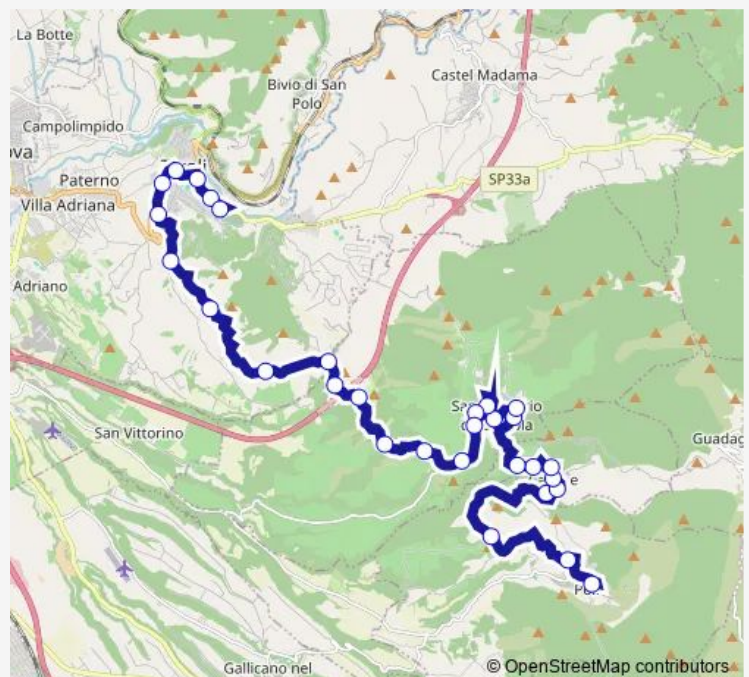 La Botte
Castel Madama
Bivio di San
Polo
Campolimpido
ova
Paterno
SP33a
Villa Adriana
Adriano
San Vittorino
Guadag
Gallicano nel
© OpenStreetMap contributors